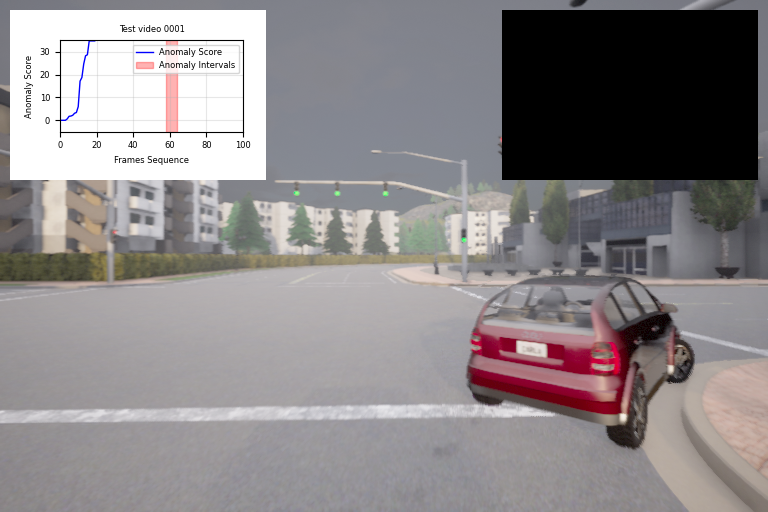 Test video 0001
Anomaly Score
30
20
10
0
Anomaly Score
Anomaly Intervals
0 20 40 60 80 100
Frames Sequence